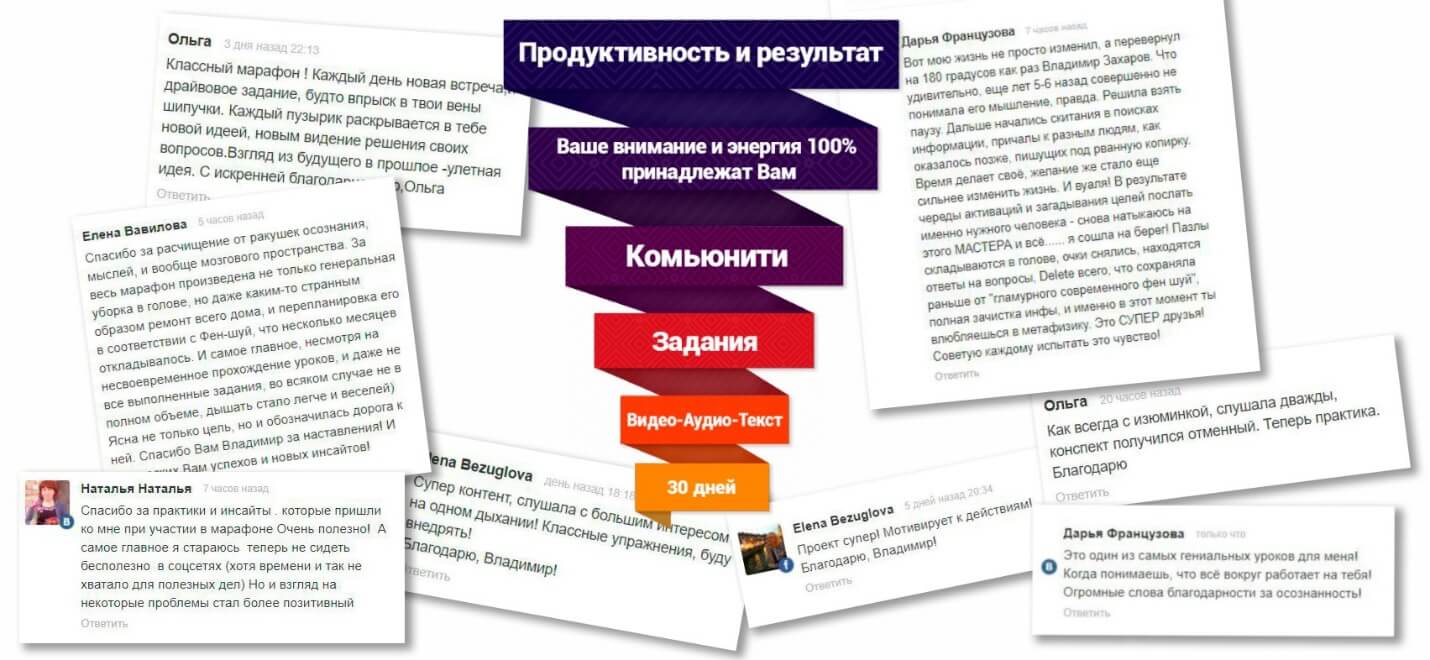 Ольга 3 дня назад 22:13
Классный марафон ! Каждый день новая встреча,
драйвовое задание, будто впрыск в твои вены
шипучки. Каждый пузырик раскрывается в тебе
новой идеей, новым видение решения своих
вопросов.Взгляд из будущего в прошлое -улетная
идея. С искренней ,Ольга
Ответить
Елена Вавилова 5 часов назад
Спасибо за расчищение от ракушек осознания,
мыслей, и вообще мозгового пространства. За
весь марафон произведена не только генеральная
уборка в голове, но даже каким-то странным
образом ремонт всего дома, и перепланировка его
в соответствии с Фен-шуй, что несколько месяцев
откладывалось. И самое главное, несмотря на
несвоевременное прохождение уроков, и даже не
все выполненные задания, во всяком случае не в
полном объеме, дышать стало легче и веселей)
Ясна не только цель, но и обозначилась дорога к
ней. Спасибо Вам Владимир за наставления! И
Вам успехов и новых инсайтов!
Наталья Наталья 7 часов назад
Спасибо за практики и инсайты . которые пришли
ко мне при участии в марафоне Очень полезно! А
самое главное я стараюсь теперь не сидеть
бесполезно в соцсетях (хотя времени и так не
хватало для полезных дел) Но и взгляд на
некоторые проблемы стал более позитивный
Ответить
Продуктивность и результат
Ваше внимание и энергия 100%
принадлежат Вам
Комьюнити
Задания
Видео-Аудио-Текст
30 дней
Elena Bezuglova день назад 18:18
Супер контент, слушала с большим интересом
на одном дыхании! Классные упражнения, буду
внедрять!
Благодарю, Владимир!
Ответить
Elena Bezuglova 5 дней назад 20:34
Проект супер! Мотивирует к действиям!
Благодарю, Владимир!
Ответить
Дарья Французова 7 часов назад
Вот мою жизнь не просто изменил, а перевернул
на 180 градусов как раз Владимир Захаров. Что
удивительно, еще лет 5-6 назад совершенно не
понимала его мышление, правда. Решила взять
паузу. Дальше начались скитания в поисках
информации, причалы к разным людям, как
оказалось позже, пишущих под рванную копирку.
Время делает своё, желание же стало еще
сильнее изменить жизнь. И вуаля! В результате
череды активаций и загадывания целей послать
именно нужного человека - снова натыкаюсь на
этого МАСТЕРА и всё...... я сошла на берег! Пазлы
складываются в голове, очки снялись, находятся
ответы на вопросы, Delete всего, что сохраняла
раньше от "гламурного современного фен шуй",
полная зачистка инфы, и именно в этот момент ты
влюбляешься в метафизику. Это СУПЕР друзья!
Советую каждому испытать это чувство!
Ответить
Ольга 20 часов назад
Как всегда с изюминкой, слушала дважды,
конспект получился отменный. Теперь практика.
Благодарю
Ответить
Дарья Французова только что
Это один из самых гениальных уроков для меня!
Когда понимаешь, что всё вокруг работает на тебя!
Огромные слова благодарности за осознанность!
Ответить